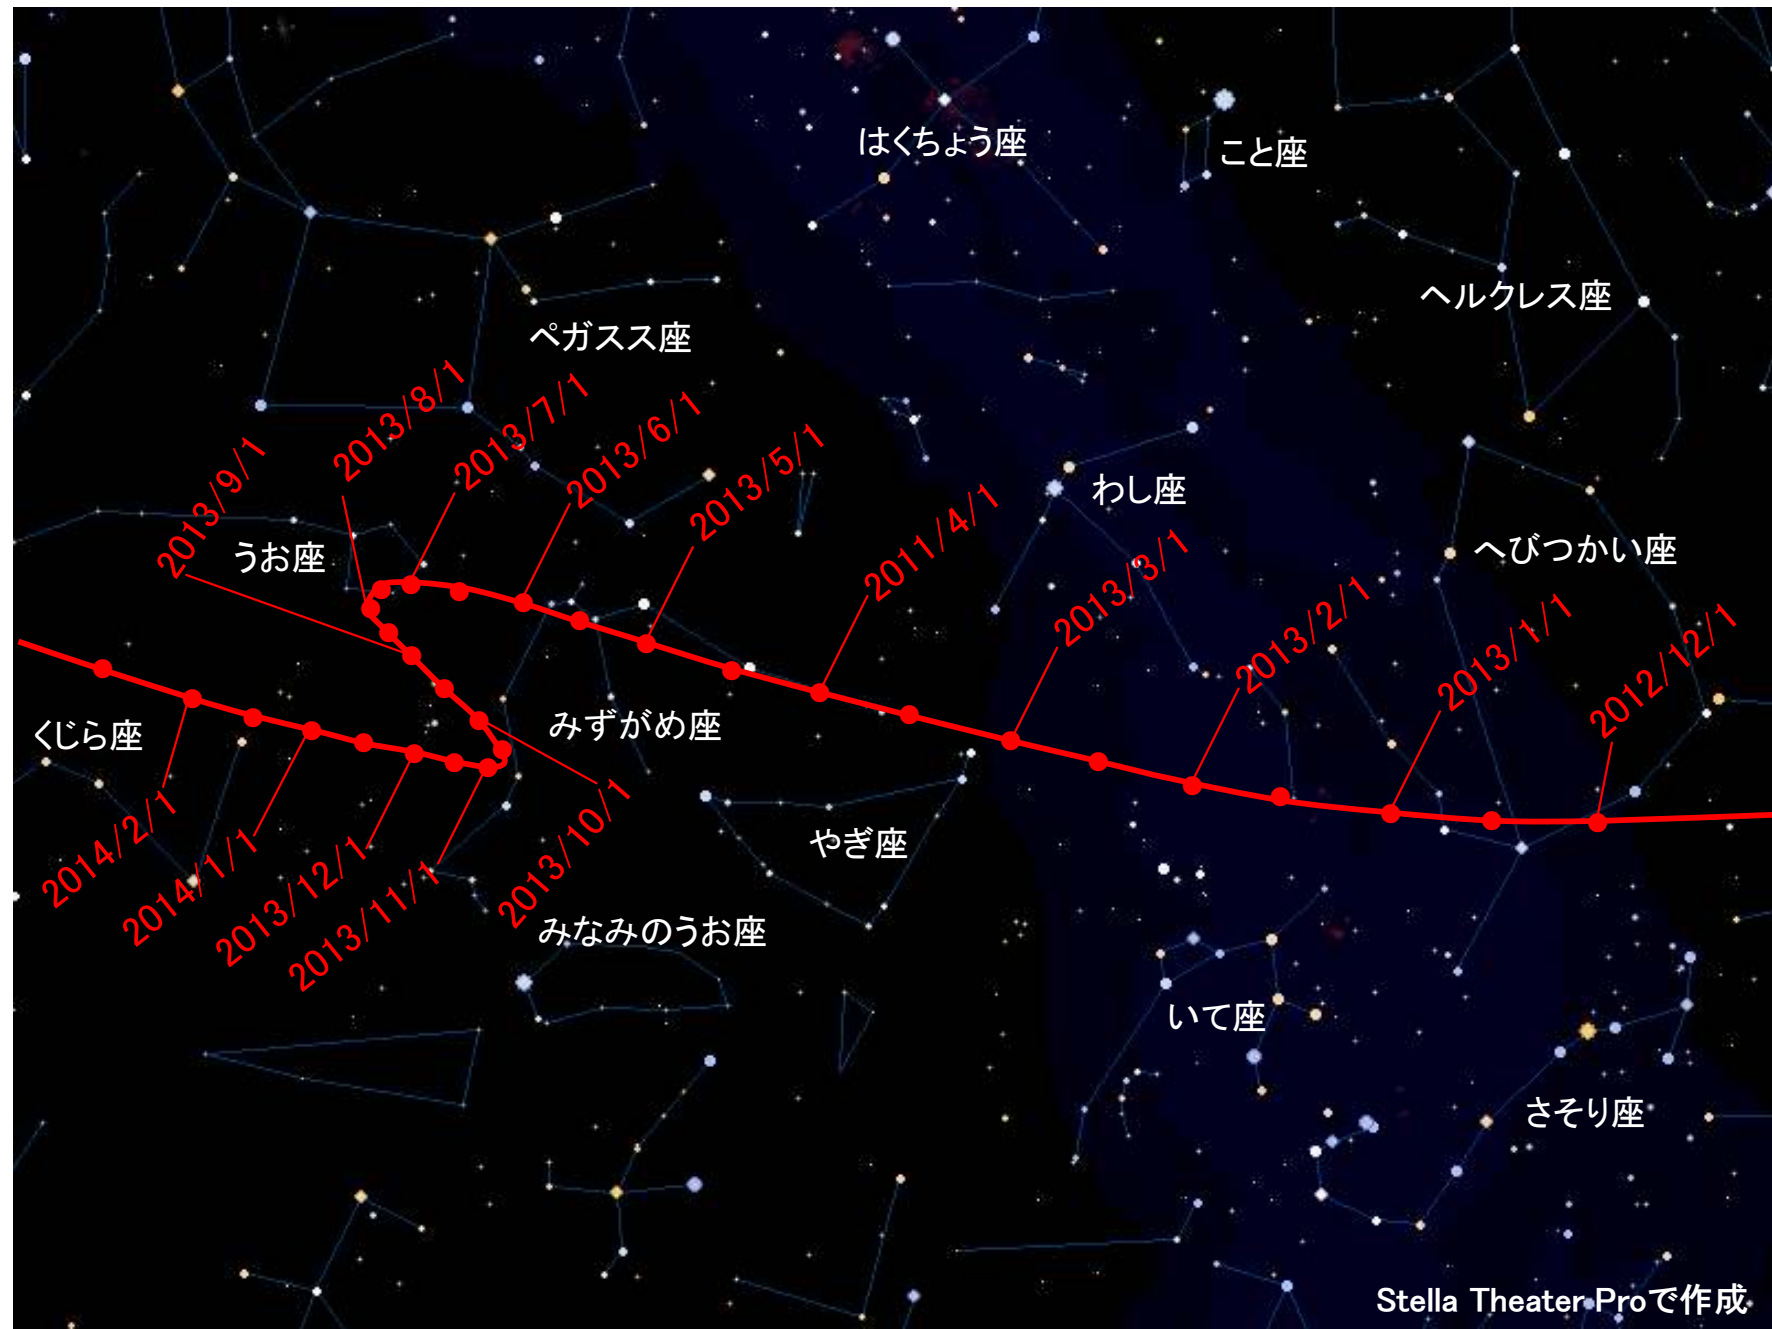 はくちょう座
こと座
ヘルクレス座
ペガスス座
2013/9/1
2013/8/1
2013/7/1
2013/6/1
2013/5/1
2011/4/1
2013/3/1
2013/2/1
2013/1/1
2012/12/1
わし座
へびつかい座
うお座
くじら座
みずがめ座
やぎ座
2014/2/1
2014/1/1
2013/12/1
2013/11/1
2013/10/1
みなみのうお座
いて座
さそり座
Stella Theater Proで作成